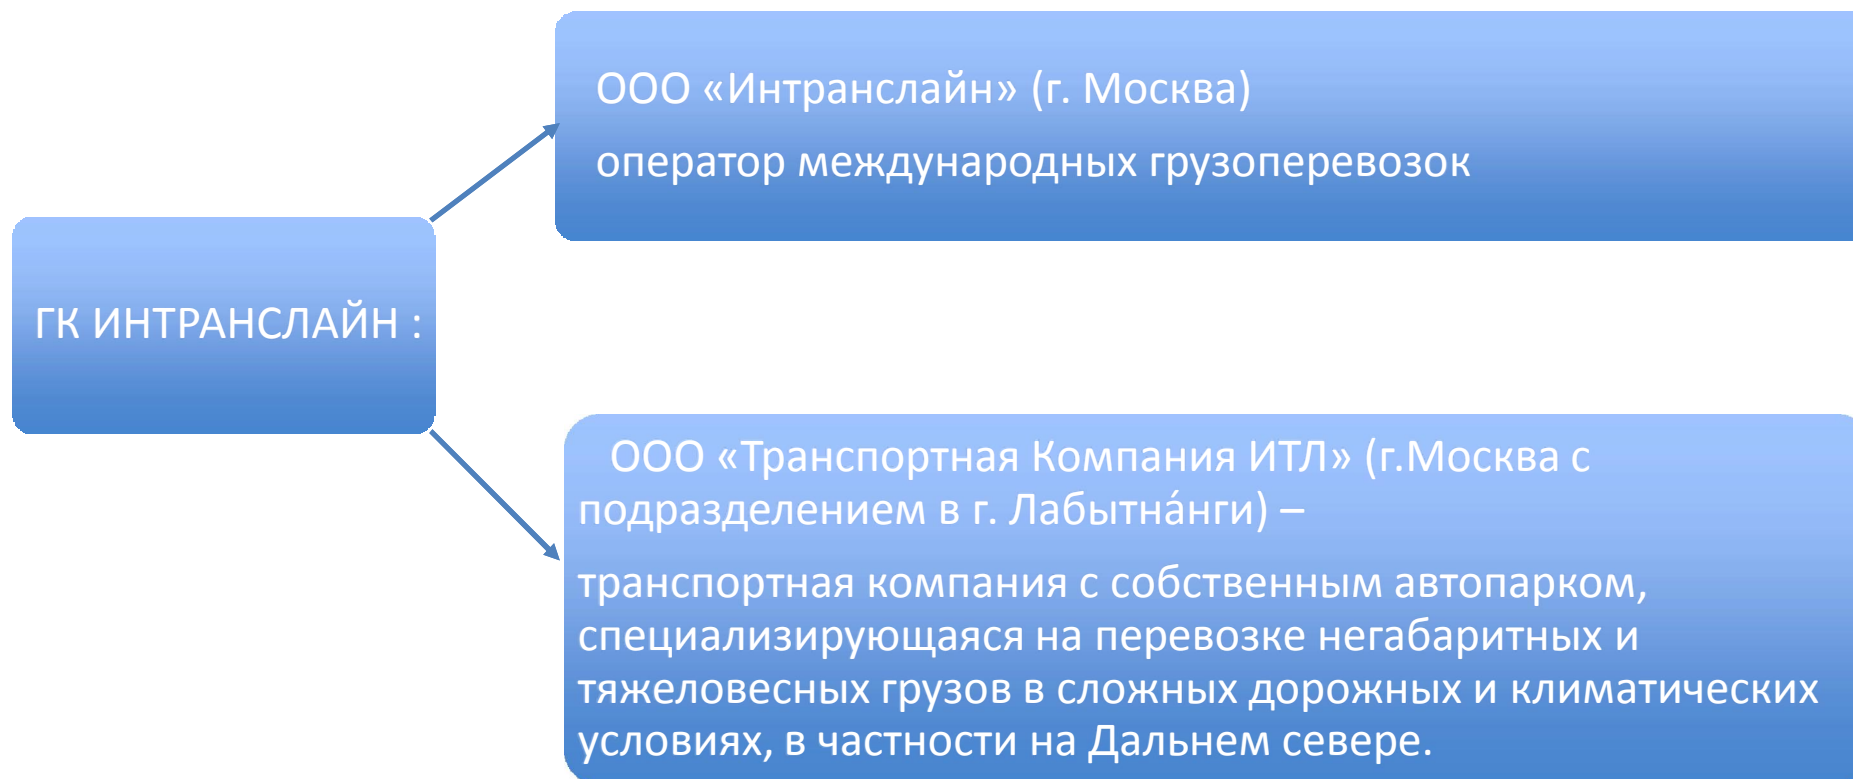 ООО «Интранслайн» (г. Москва)
оператор международных грузоперевозок
ГК ИНТРАНСЛАЙН :
ООО «Транспортная Компания ИТЛ» (г.Москва с
подразделением в г. Лабытна́нги) –
транспортная компания с собственным автопарком,
специализирующаяся на перевозке негабаритных и
тяжеловесных грузов в сложных дорожных и климатических
условиях, в частности на Дальнем севере.